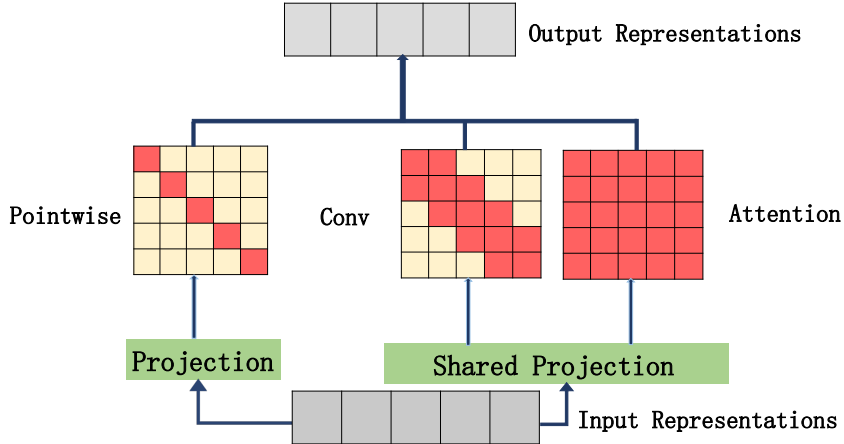 Output Representations
Pointwise
Conv
Attention
Projection
Shared Projection
Input Representations